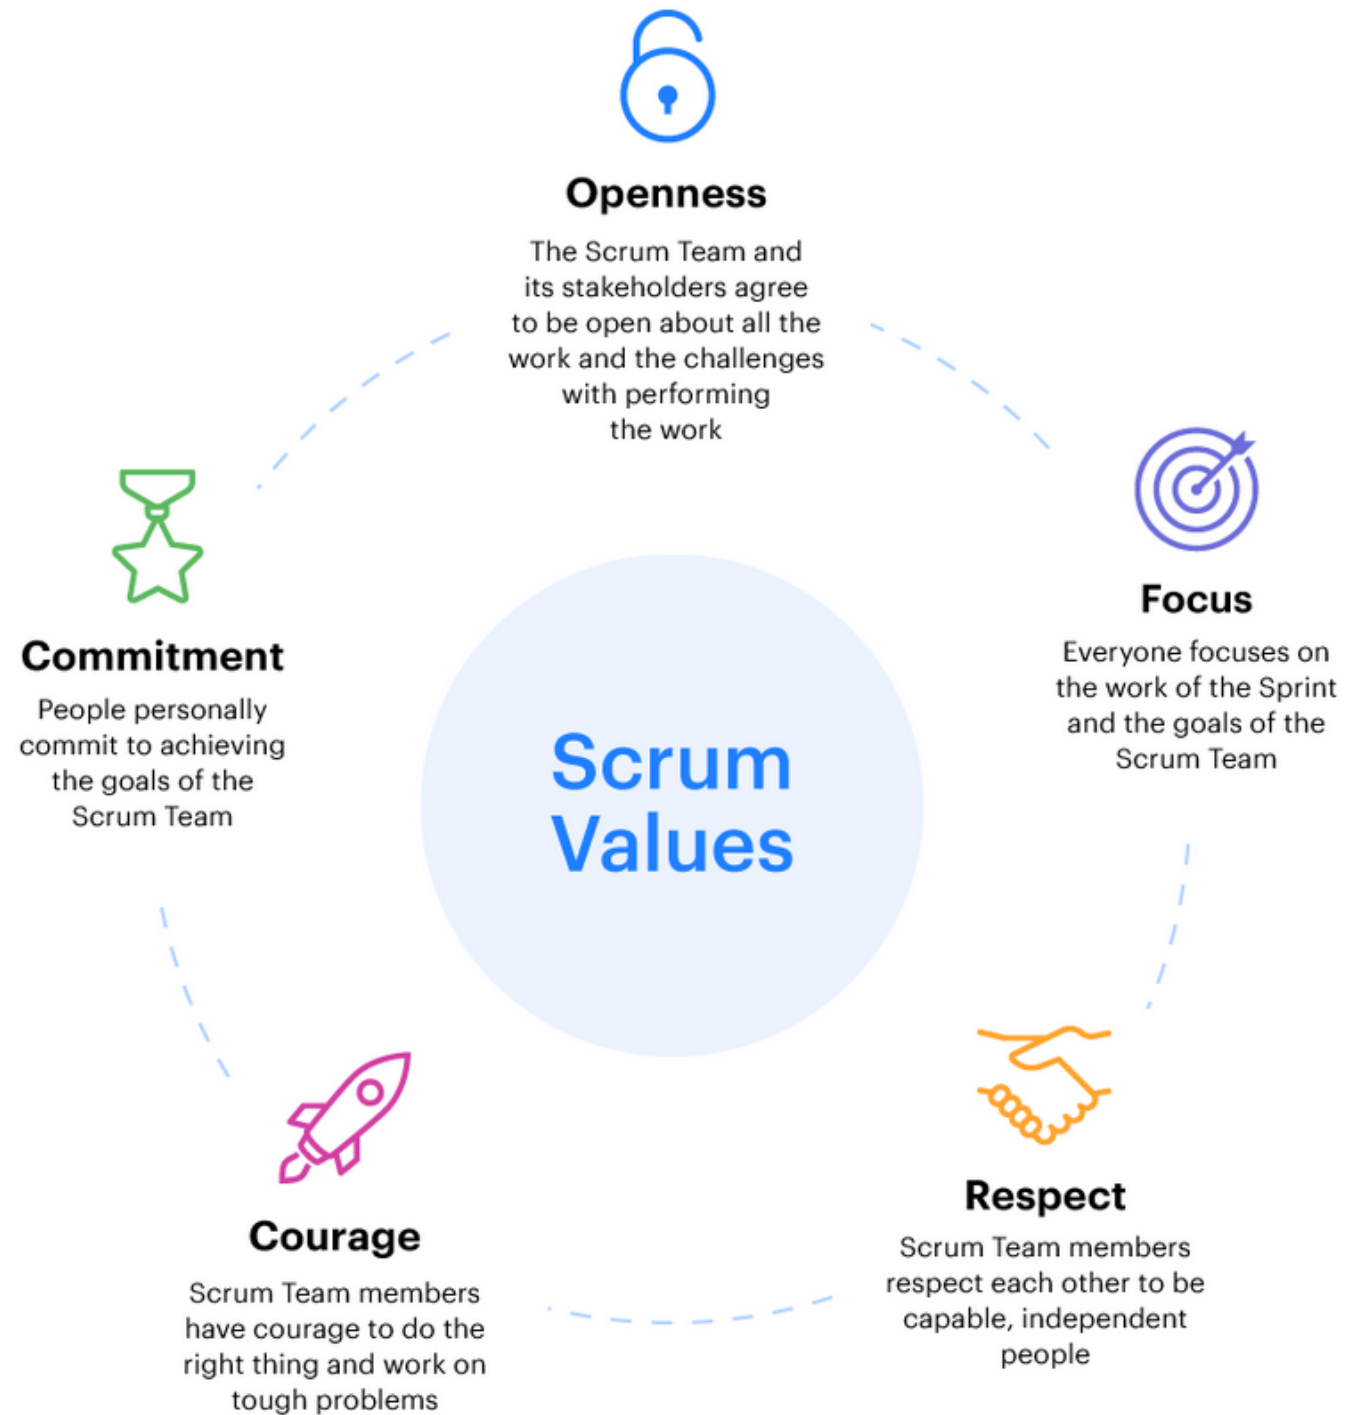 Openness
The Scrum Team and
its stakeholders agree
to be open about all the
work and the challenges
with performing
the work
Focus
Everyone focuses on
the work of the Sprint
and the goals of the
Scrum Team
Commitment
People personally
commit to achieving
the goals of the
Scrum Team
Scrum
Values
Respect
Scrum Team members
respect each other to be
capable, independent
people
Courage
Scrum Team members
have courage to do the
right thing and work on
tough problems